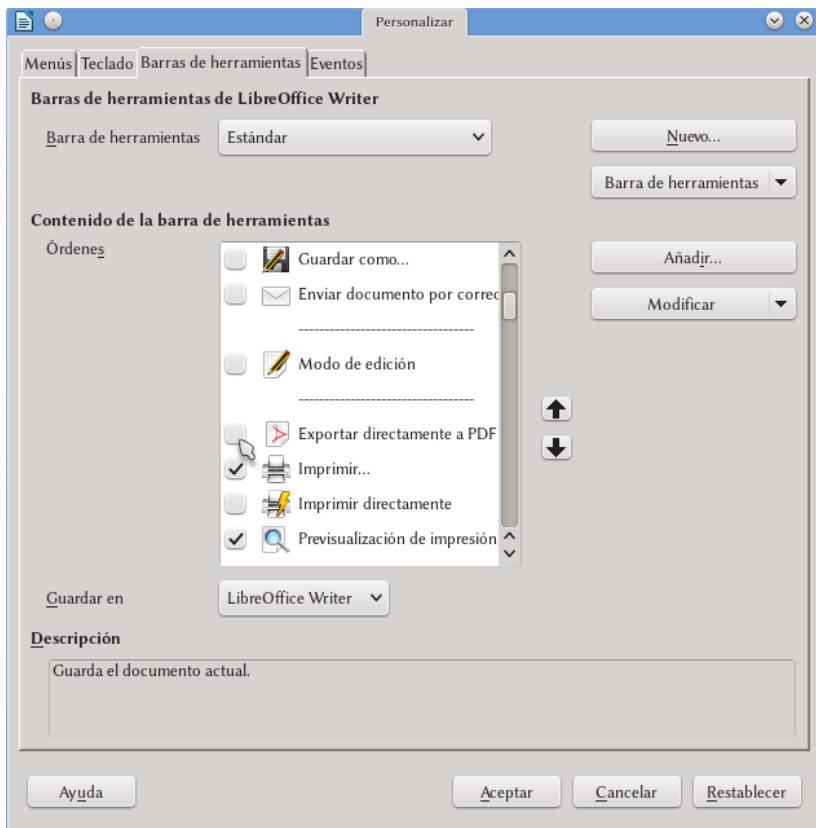 Personalizar
Menús Teclado Barras de herramientas Eventos
Barras de herramientas de LibreOffice Writer
Barra de herramientas Estándar Nuevo...
Barra de herramientas
Contenido de la barra de herramientas
Órdenes Guardar como... Añadir...
Enviar documento por correc Modificar
----------------------------------
Modo de edición
----------------------------------
Exportar directamente a PDF
Imprimir...
Imprimir directamente
Previsualización de impresión
Guardar en LibreOffice Writer
Descripción
Guarda el documento actual.
Ayuda Aceptar Cancelar Restablecer